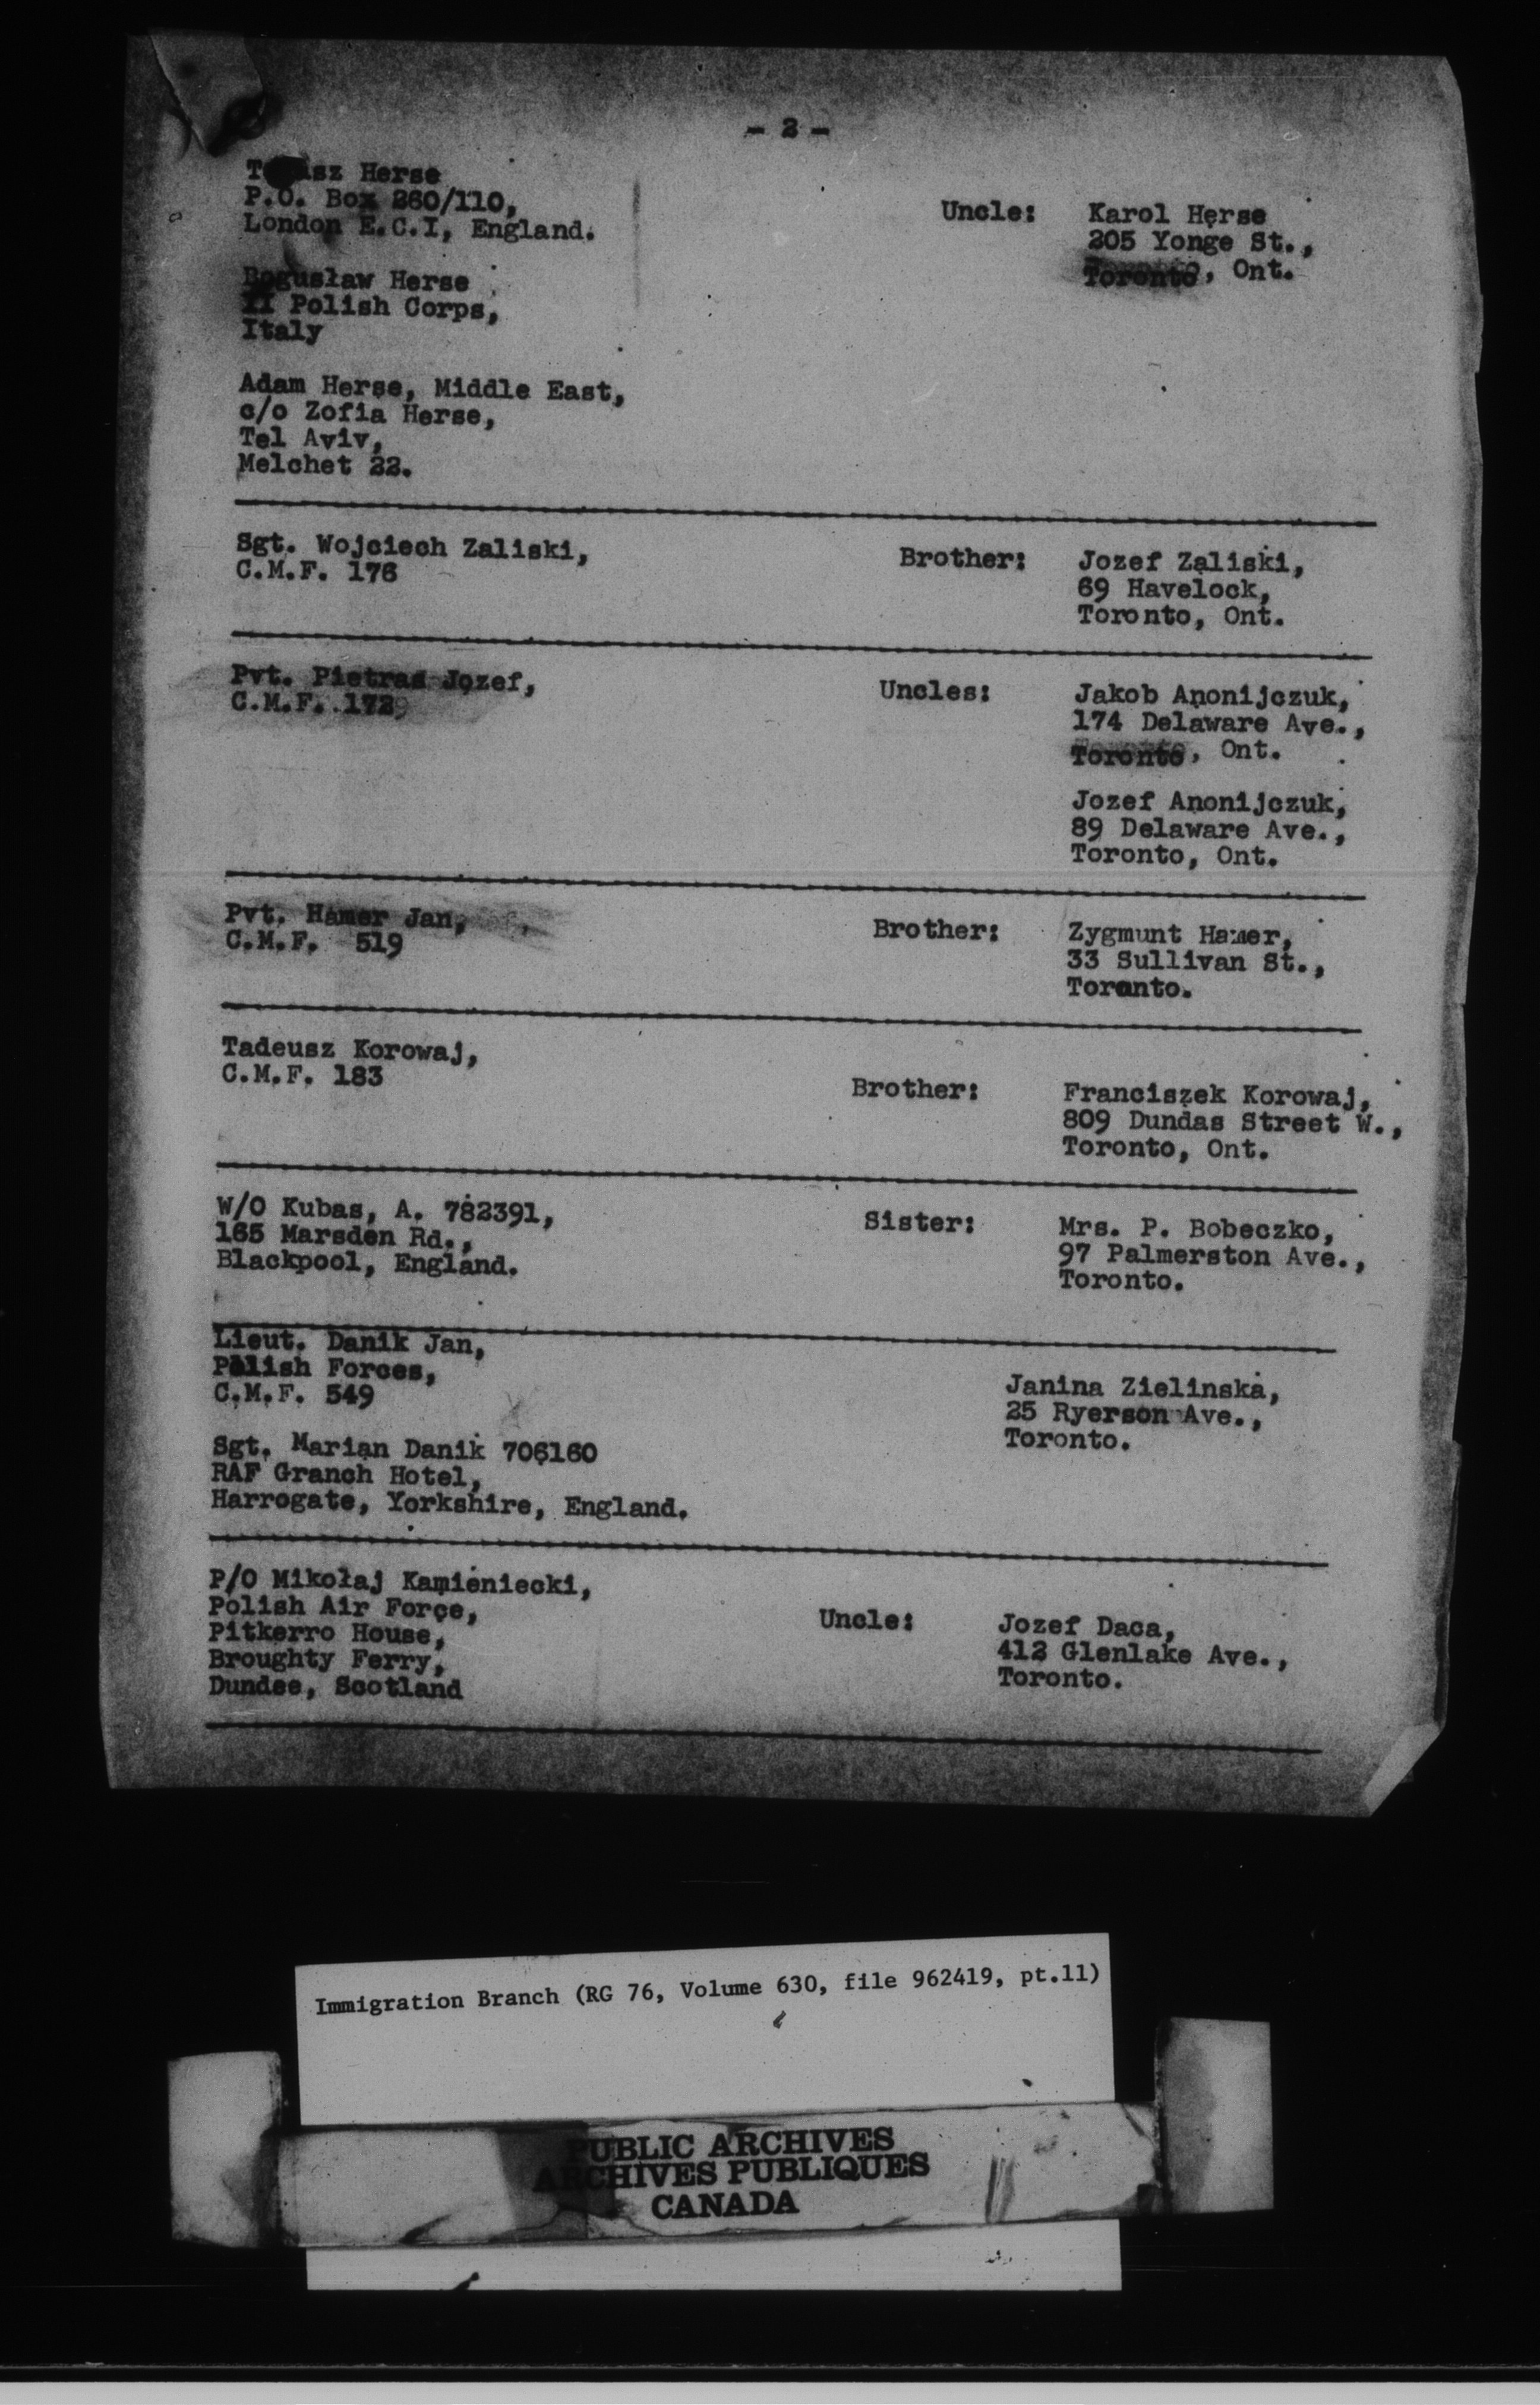 - 2 -
Herse
P.O. Box 260/110,
London E.C.I, England.
Uncle: Karol Herse
205 Yonge St.,
Toronto, Ont.
Bogusław Herse
II Polish Corps,
Italy
Adam Herse, Middle East,
c/o Zofia Herse,
Tel Aviv,
Melchet 22.
Sgt. Wojciech Zaliski,
C.M.F. 176
Brother: Jozef Zaliski,
69 Havelock,
Toronto, Ont.
Pvt. Pietras Jozef,
C.M.F. 172
Uncles: Jakob Anonijczuk,
174 Delaware Ave.,
Toronto, Ont.
Jozef Anonijczuk,
89 Delaware Ave.,
Toronto, Ont.
Pvt. Hamer Jan,
C.M.F. 519
Brother: Zygmunt Hamer,
33 Sullivan St.,
Toronto.
Tadeusz Korowaj,
C.M.F. 183
Brother: Franciszek Korowaj,
809 Dundas Street W.,
Toronto, Ont.
W/O Kubas, A. 782391,
165 Marsden Rd.,
Blackpool, England.
Sister: Mrs. P. Bobeczko,
97 Palmerston Ave.,
Toronto.
Lieut. Danik Jan,
Polish Forces,
C.M.F. 549
Janina Zielinska,
25 Ryerson Ave.,
Toronto.
Sgt. Marian Danik 706160
RAF Granch Hotel,
Harrogate, Yorkshire, England.
P/O Mikołaj Kamieniecki,
Polish Air Force,
Pitkerro House,
Broughty Ferry,
Dundee, Scotland
Uncle: Jozef Daca,
412 Glenlake Ave.,
Toronto.
Immigration Branch (RG 76, Volume 630, file 962419, pt.11)
PUBLIC ARCHIVES
ARCHIVES PUBLIQUES
CANADA